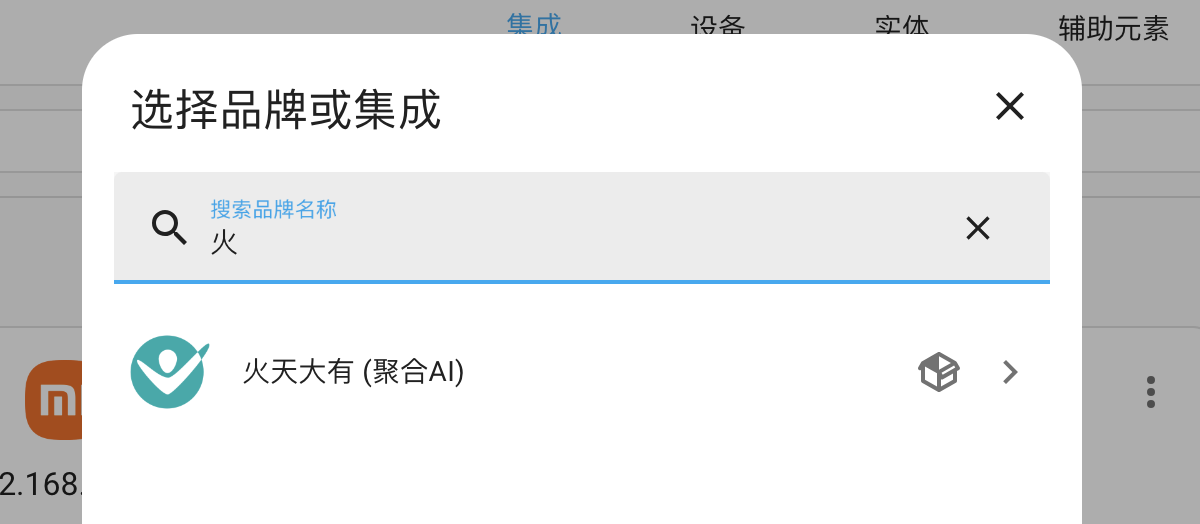 集成 设备 实体 辅助元素
选择品牌或集成
搜索品牌名称
火
火天大有 (聚合AI)
2.168.